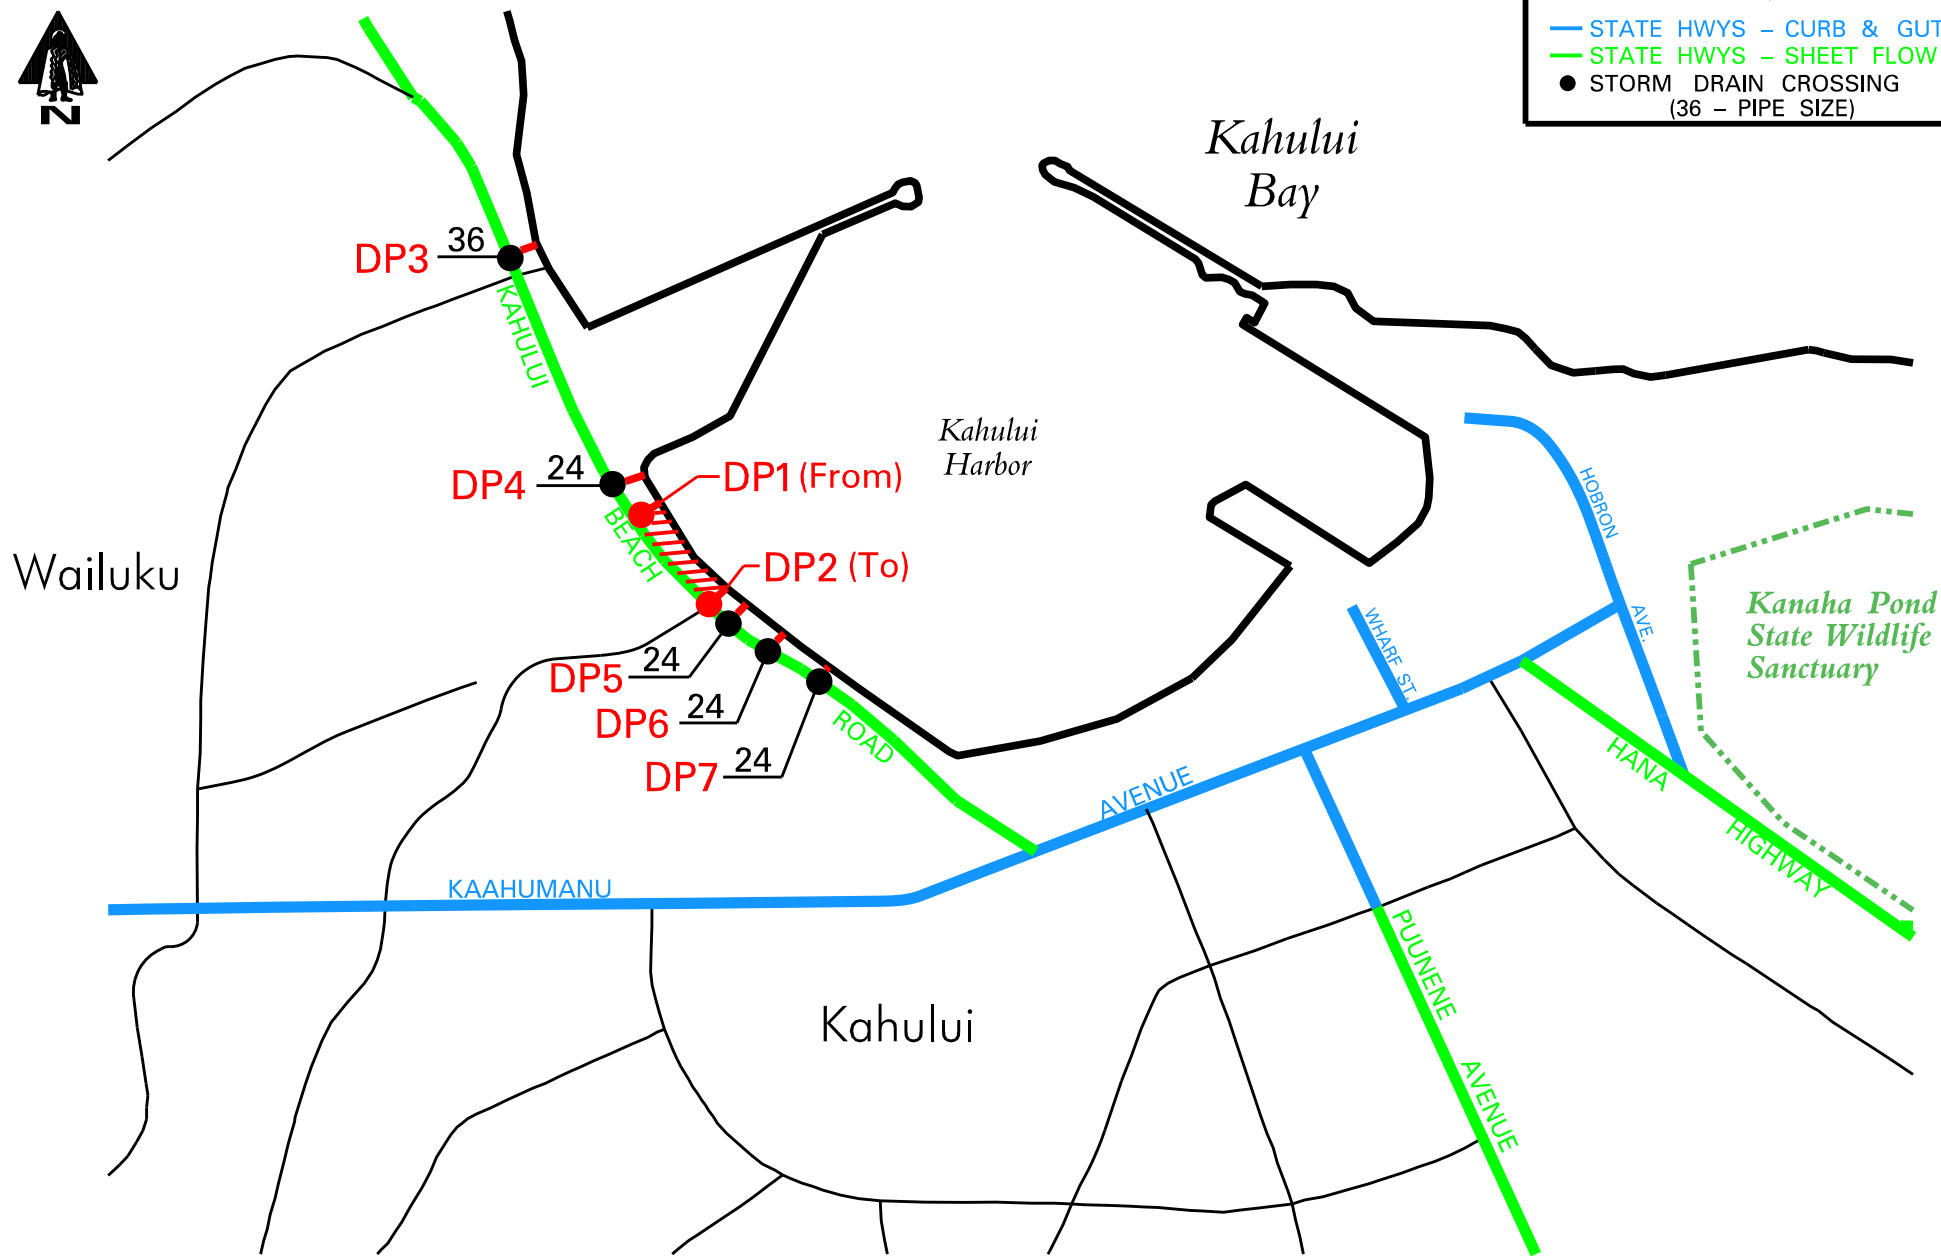 STATE HWYS – CURB & GUT
STATE HWYS – SHEET FLOW
STORM DRAIN CROSSING
(36 – PIPE SIZE)
N
Kahului
Bay
DP3
36
KAHULUI
Kahului
Harbor
DP4
24
DP1 (From)
BEACH
DP2 (To)
Wailuku
HOBRON
AVE.
Kanaha Pond
State Wildlife
Sanctuary
WHARF ST.
DP5
24
DP6
24
DP7
24
ROAD
AVENUE
HANA
HIGHWAY
KAAHUMANU
PUUNENE
AVENUE
Kahului